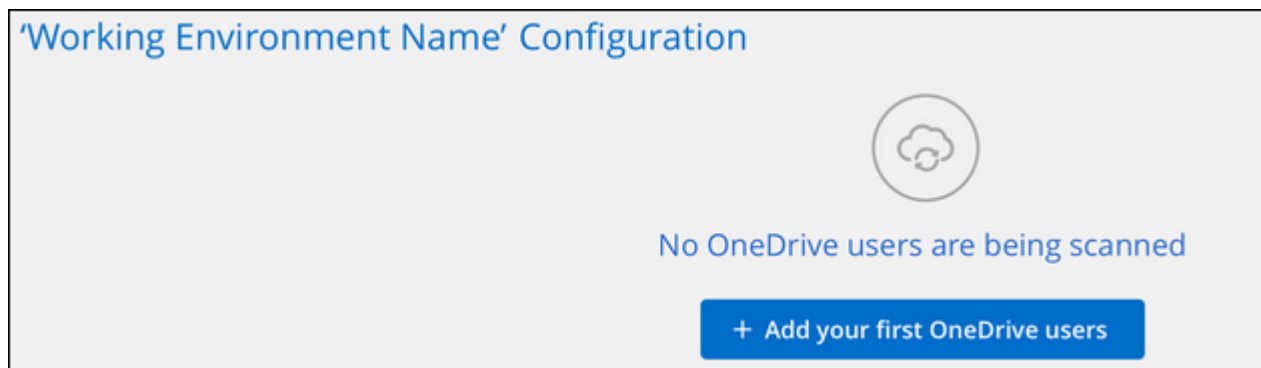 ‘Working Environment Name’ Configuration
No OneDrive users are being scanned
+ Add your first OneDrive users